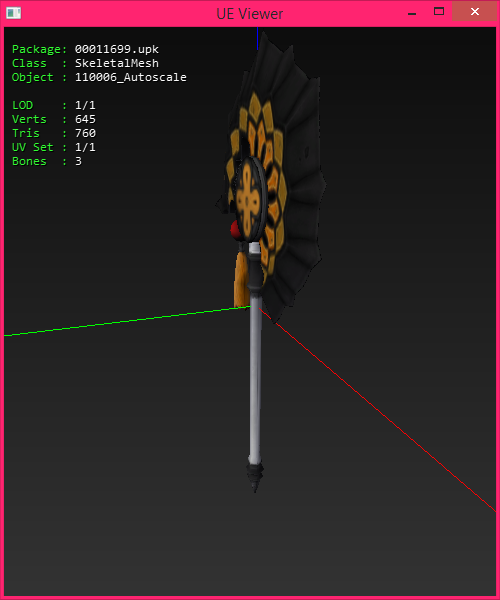 UE Viewer
Package: 00011699.upk
Class  : SkeletalMesh
Object : 110006_Autoscale
LOD    : 1/1
Verts  : 645
Tris   : 760
UV Set : 1/1
Bones  : 3